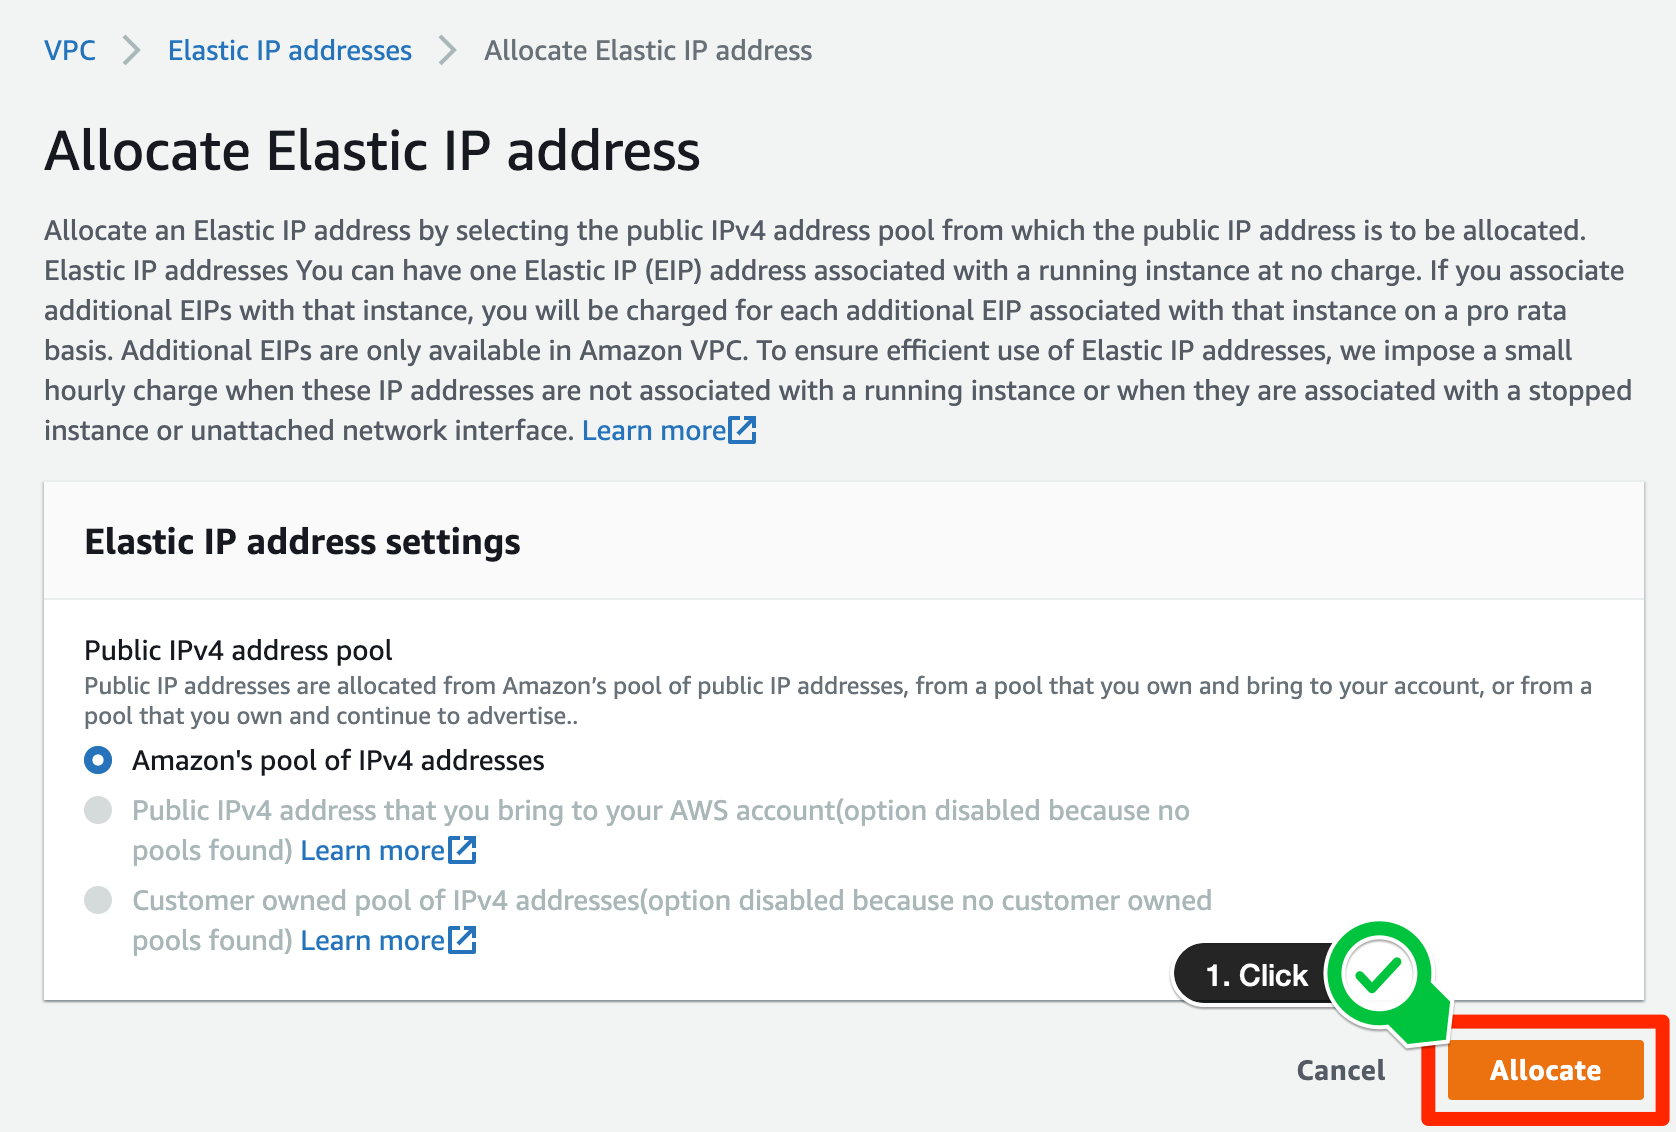 VPC > Elastic IP addresses > Allocate Elastic IP address
Allocate Elastic IP address
Allocate an Elastic IP address by selecting the public IPv4 address pool from which the public IP address is to be allocated.
Elastic IP addresses You can have one Elastic IP (EIP) address associated with a running instance at no charge. If you associate
additional EIPs with that instance, you will be charged for each additional EIP associated with that instance on a pro rata
basis. Additional EIPs are only available in Amazon VPC. To ensure efficient use of Elastic IP addresses, we impose a small
hourly charge when these IP addresses are not associated with a running instance or when they are associated with a stopped
instance or unattached network interface. Learn more
Elastic IP address settings
Public IPv4 address pool
Public IP addresses are allocated from Amazon’s pool of public IP addresses, from a pool that you own and bring to your account, or from a
pool that you own and continue to advertise..
Amazon's pool of IPv4 addresses
Public IPv4 address that you bring to your AWS account(option disabled because no
pools found) Learn more
Customer owned pool of IPv4 addresses(option disabled because no customer owned
pools found) Learn more
1. Click
Cancel
Allocate